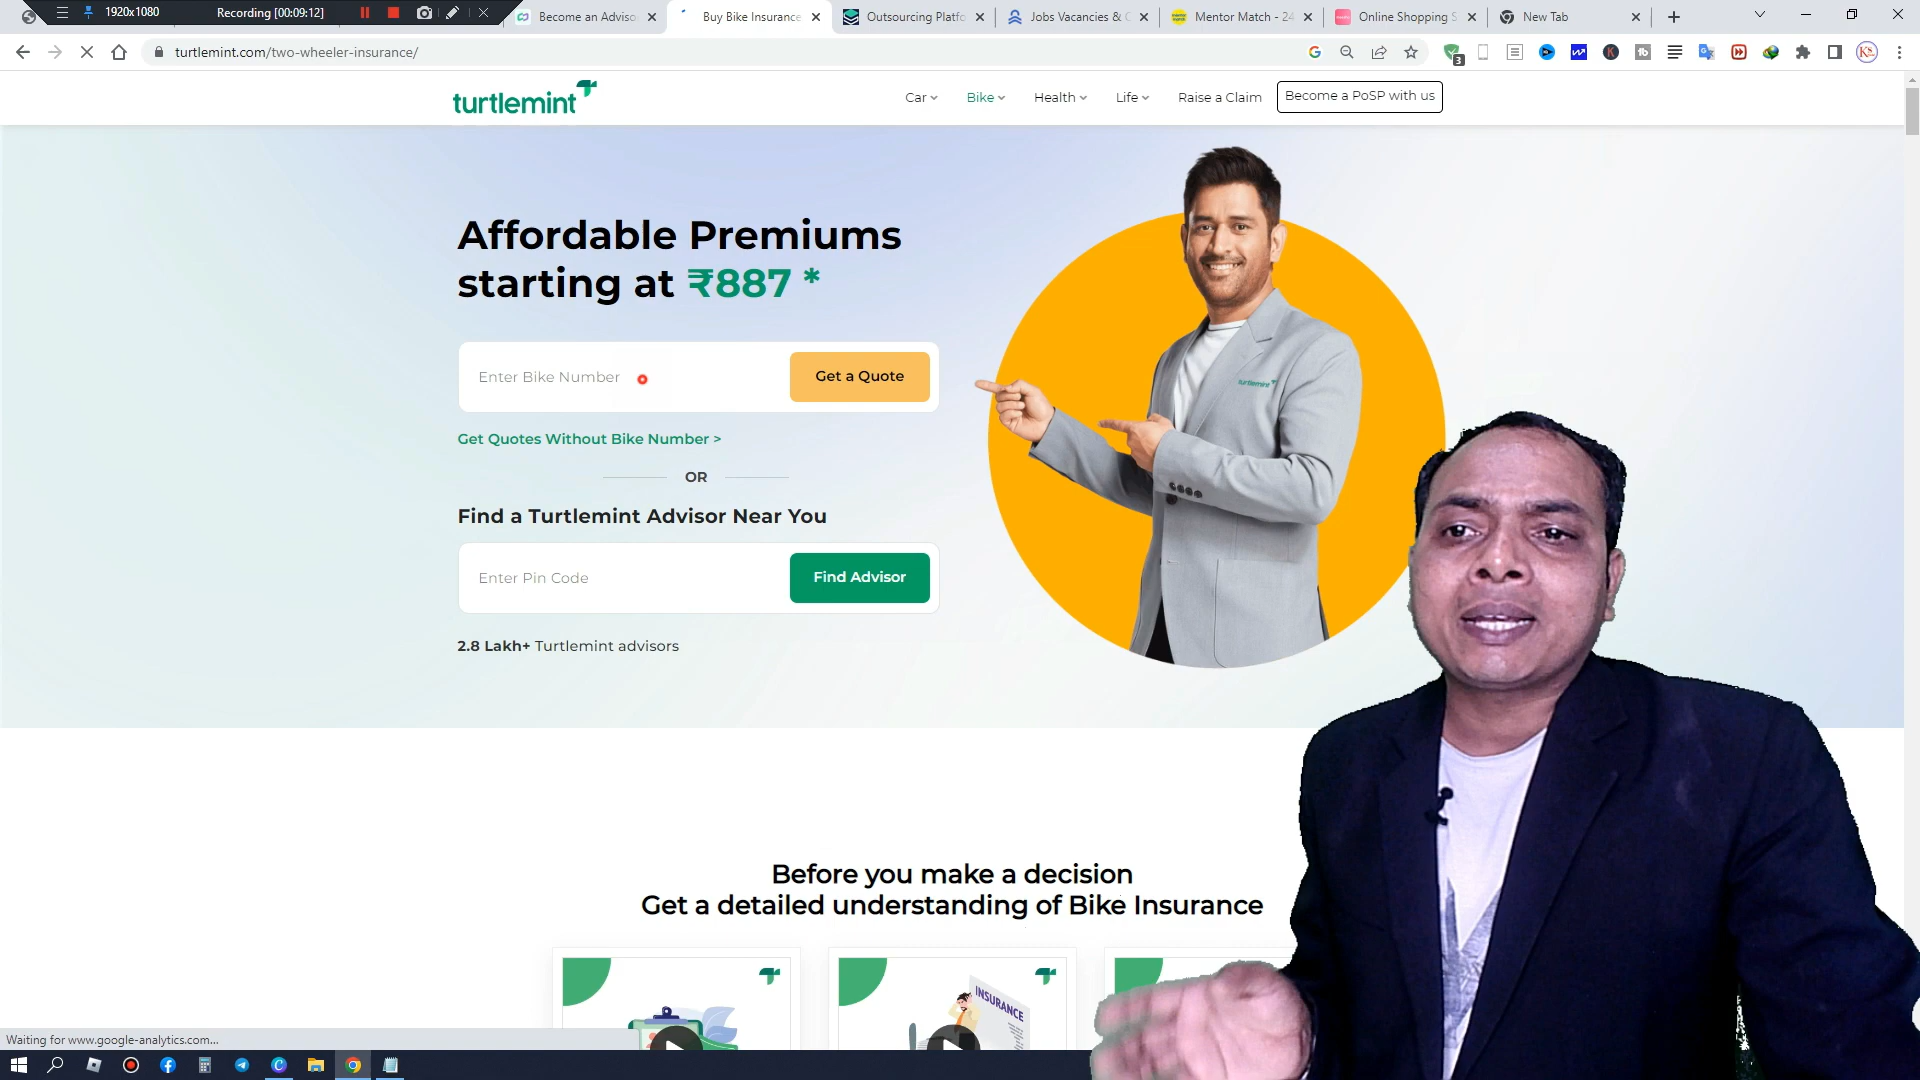 1920x1080
Recording [00:09:12]
Become an Adviso
Buy Bike Insurance
Outsourcing Platfo
Jobs Vacancies & C
Mentor Match - 24
Online Shopping S
New Tab
turtlemint.com/two-wheeler-insurance/
3
turtlemint
Car
Bike
Health
Life
Raise a Claim
Become a PoSP with us
Affordable Premiums
starting at ₹887 *
Enter Bike Number
Get a Quote
Get Quotes Without Bike Number >
OR
Find a Turtlemint Advisor Near You
Enter Pin Code
Find Advisor
2.8 Lakh+ Turtlemint advisors
turtlemint
Before you make a decision
Get a detailed understanding of Bike Insurance
INSURANCE
Waiting for www.google-analytics.com...